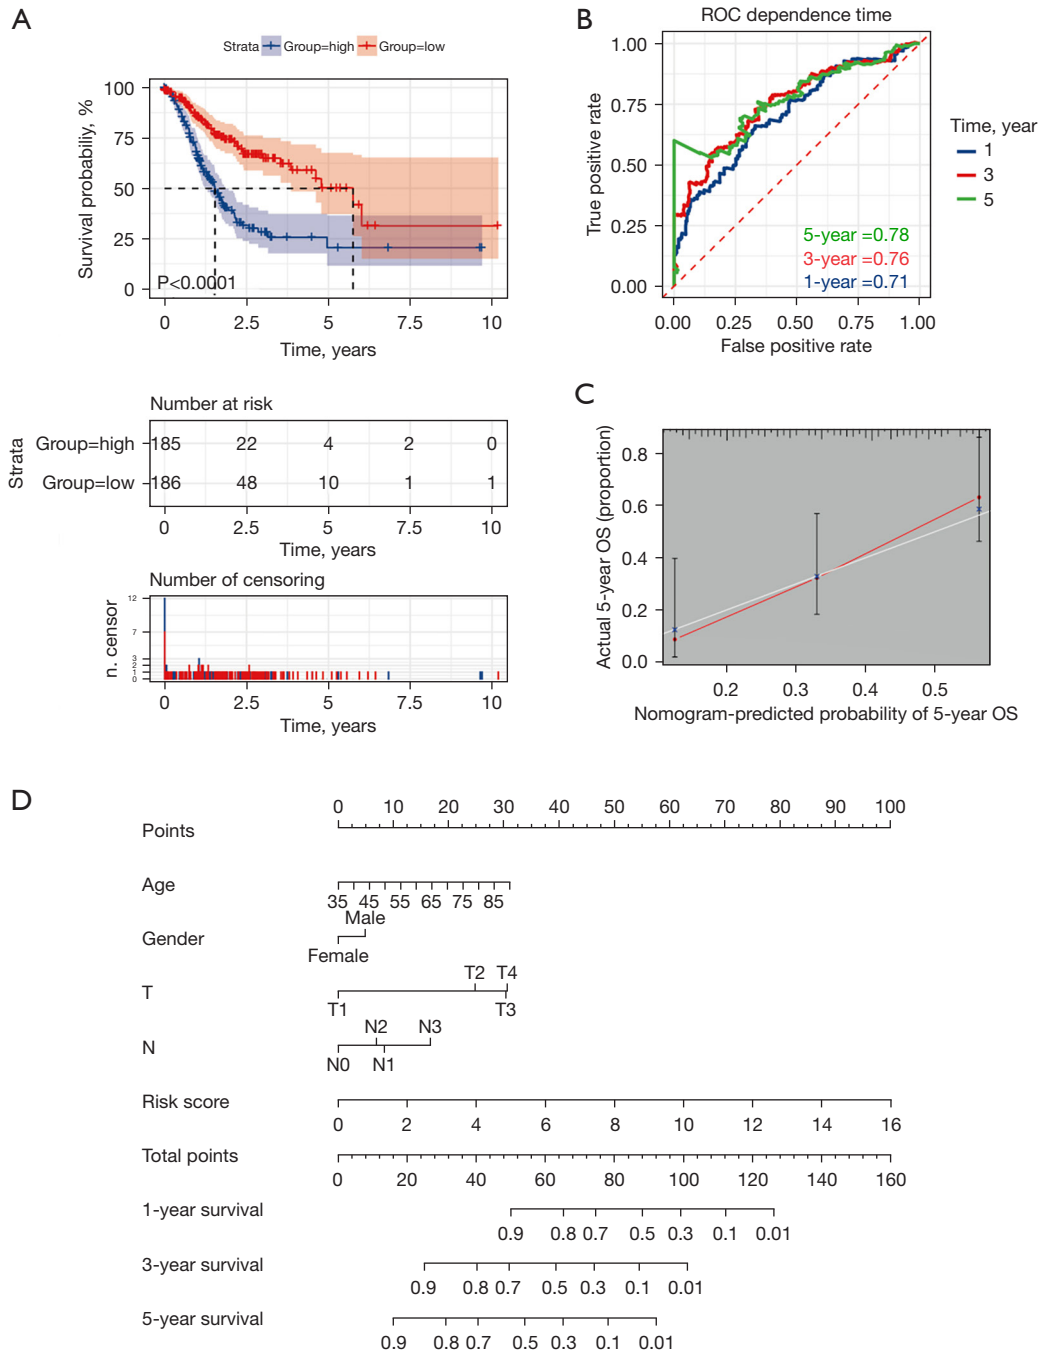 A
Strata Group=high Group=low
Survival probabiliy, %
100
75
50
25
0
P<0.0001
0 2.5 5 7.5 10
Time, years
Number at risk
Strata
Group=high 185 22 4 2 0
Group=low 186 48 10 1 1
0 2.5 5 7.5 10
Time, years
Number of censoring
n. censor
12
7
3
2
1
0
0 2.5 5 7.5 10
Time, years
B
ROC dependence time
True positive rate
1.00
0.75
0.50
0.25
0.00
5-year =0.78
3-year =0.76
1-year =0.71
0.00 0.25 0.50 0.75 1.00
False positive rate
Time, year
1
3
5
C
Actual 5-year OS (proportion)
0.8
0.6
0.4
0.2
0.0
0.2 0.3 0.4 0.5
Nomogram-predicted probability of 5-year OS
D
0 10 20 30 40 50 60 70 80 90 100
Points
Age
35 45 55 65 75 85
Male
Gender
Female
T2 T4
T
T1 T3
N2 N3
N
N0 N1
Risk score
0 2 4 6 8 10 12 14 16
Total points
0 20 40 60 80 100 120 140 160
1-year survival
0.9 0.8 0.7 0.5 0.3 0.1 0.01
3-year survival
0.9 0.8 0.7 0.5 0.3 0.1 0.01
5-year survival
0.9 0.8 0.7 0.5 0.3 0.1 0.01